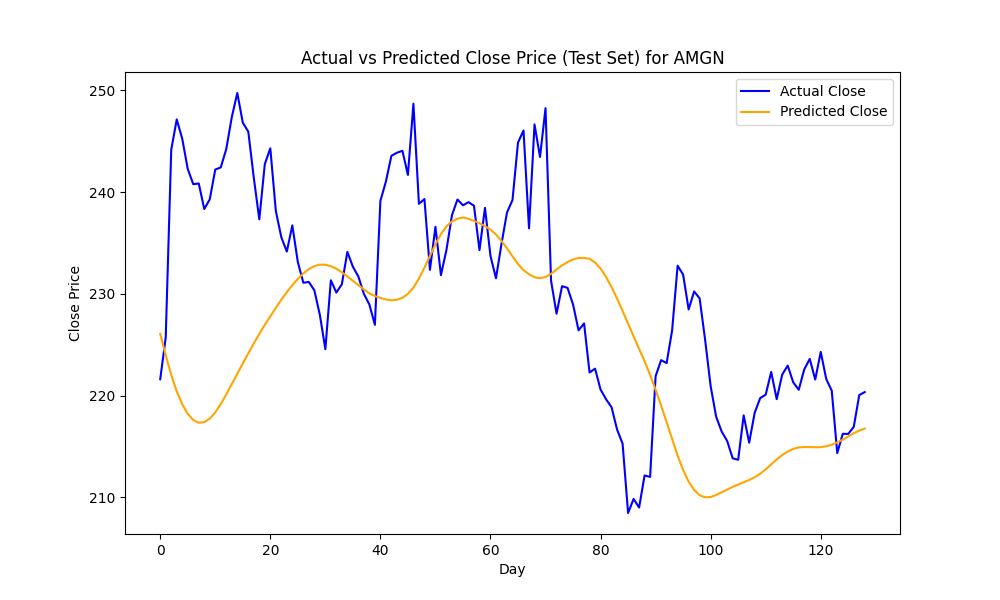 Actual vs Predicted Close Price (Test Set) for AMGN
Actual Close
Predicted Close
Close Price
250
240
230
220
210
0 20 40 60 80 100 120
Day